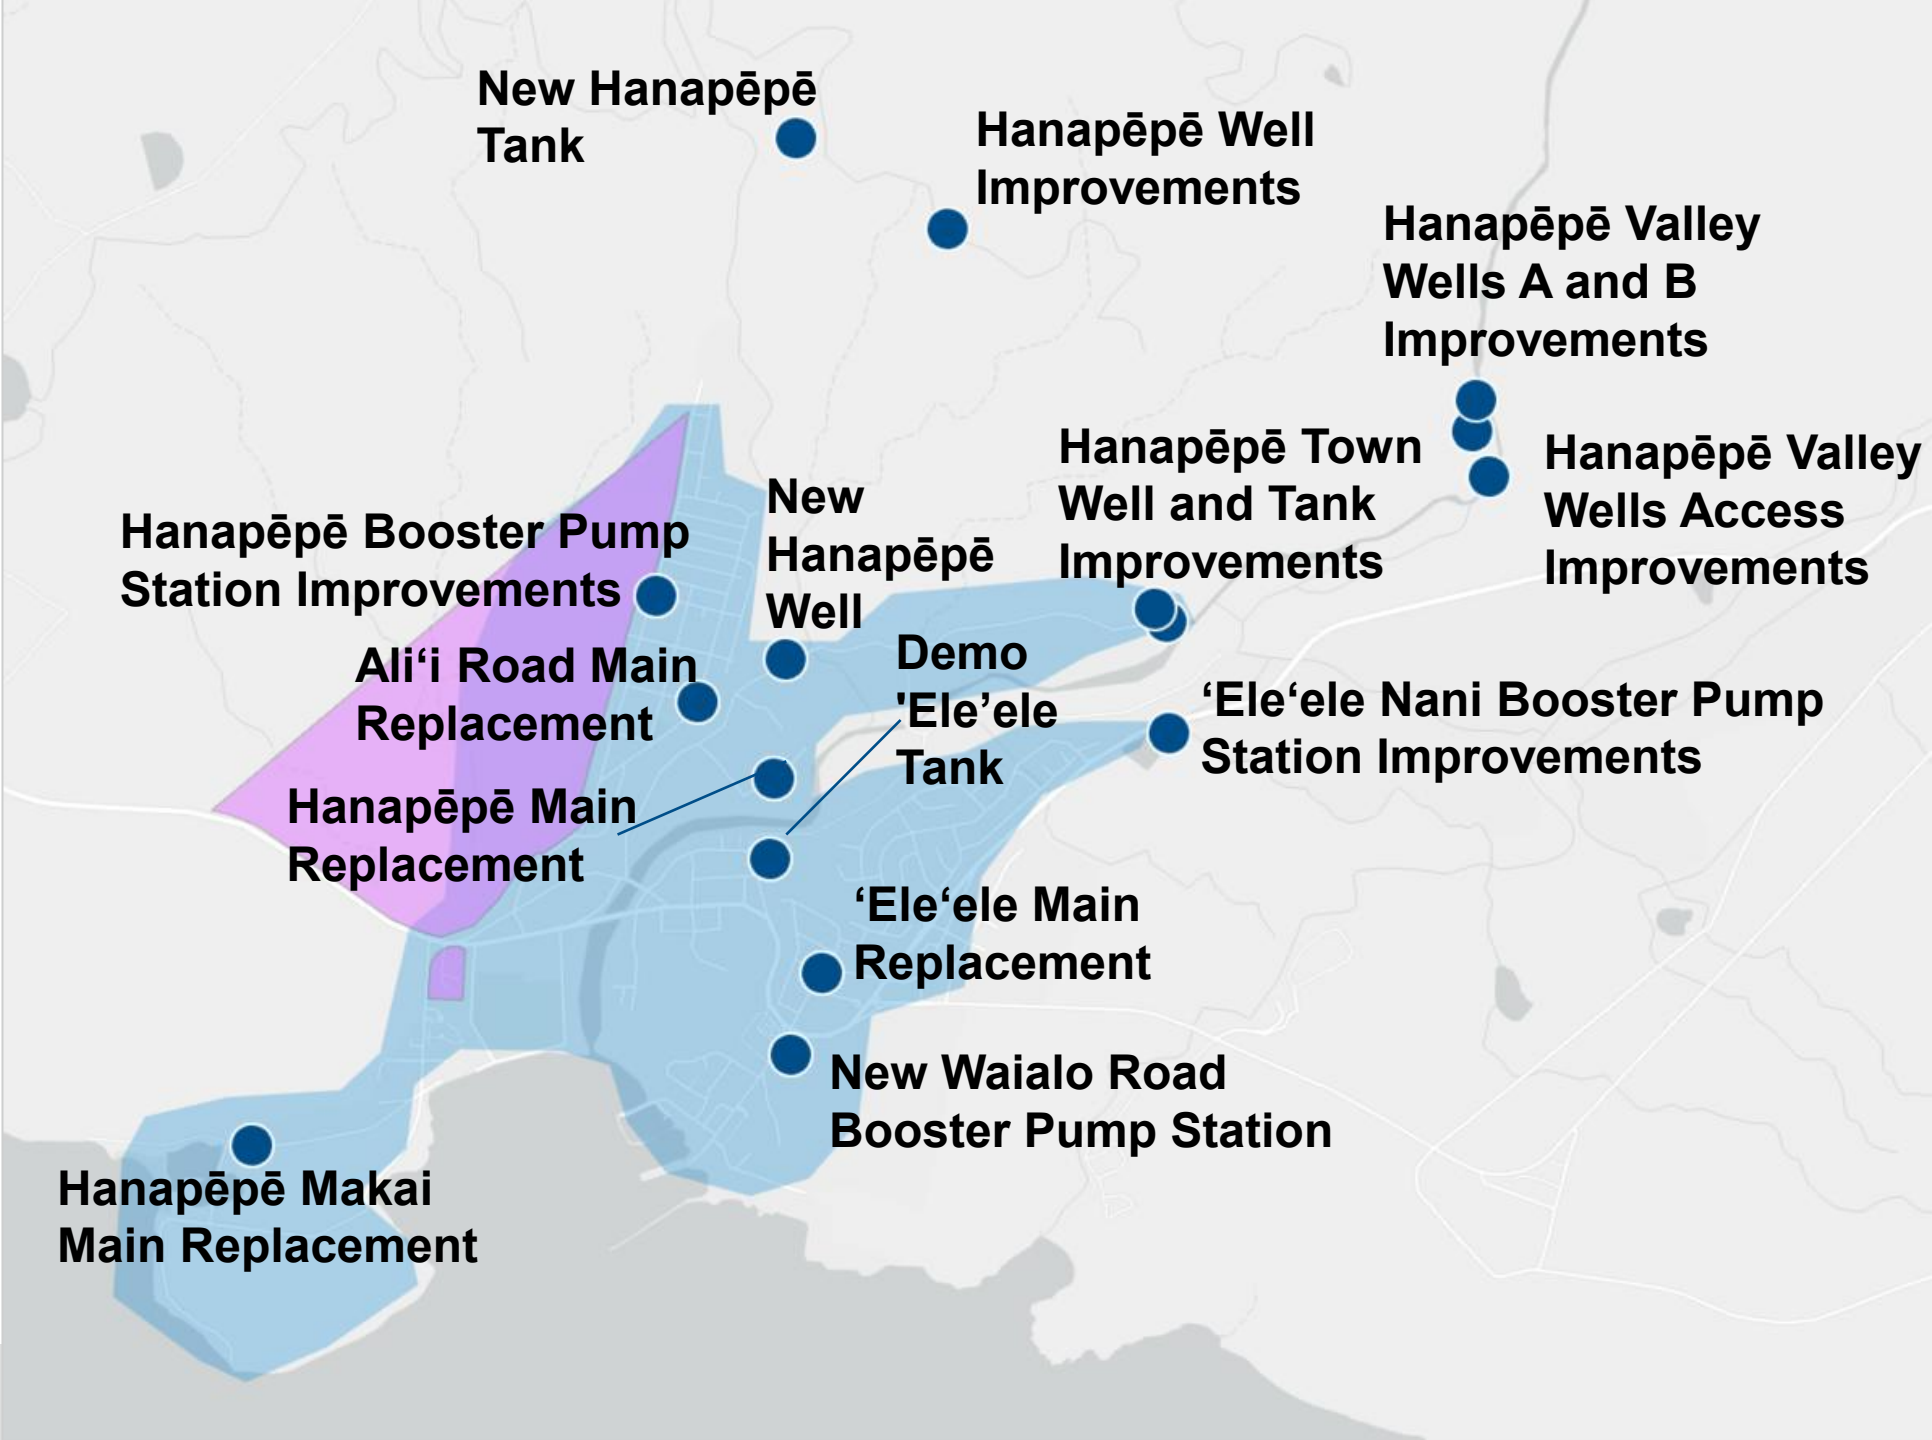 New Hanapēpē
Tank
Hanapēpē Well
Improvements
Hanapēpē Valley
Wells A and B
Improvements
Hanapēpē Town
Well and Tank
Improvements
Hanapēpē Valley
Wells Access
Improvements
New
Hanapēpē
Well
Hanapēpē Booster Pump
Station Improvements
Demo
'Ele’ele
Tank
Ali‘i Road Main
Replacement
‘Ele‘ele Nani Booster Pump
Station Improvements
Hanapēpē Main
Replacement
‘Ele‘ele Main
Replacement
New Waialo Road
Booster Pump Station
Hanapēpē Makai
Main Replacement